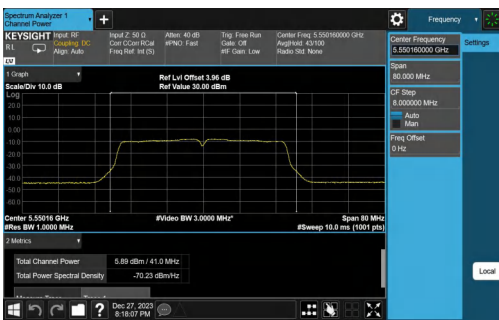 Spectrum Analyzer 1
Channel Power
Frequency
KEYSIGHT Input: RF
Coupling: DC
Align: Auto
Input Z: 50 Ω
Corr CCorr RCal
Freq Ref: Int (S)
Atten: 40 dB
#PNO: Fast
Trig: Free Run
Gate: Off
#IF Gain: Low
Center Freq: 5.550160000 GHz
Avg|Hold: 43/100
Radio Std: None
RL
Center Frequency
5.550160000 GHz
Settings
Span
80.000 MHz
CF Step
8.000000 MHz
Auto
Man
Freq Offset
0 Hz
1 Graph
Scale/Div 10.0 dB
Ref Lvl Offset 3.96 dB
Ref Value 30.00 dBm
Log
20.0
10.0
0.00
-10.0
-20.0
-30.0
-40.0
-50.0
-60.0
Center 5.55016 GHz
#Res BW 1.0000 MHz
#Video BW 3.0000 MHz*
Span 80 MHz
#Sweep 10.0 ms (1001 pts)
2 Metrics
Total Channel Power 5.89 dBm / 41.0 MHz
Total Power Spectral Density -70.23 dBm/Hz
Local
Dec 27, 2023
8:18:07 PM